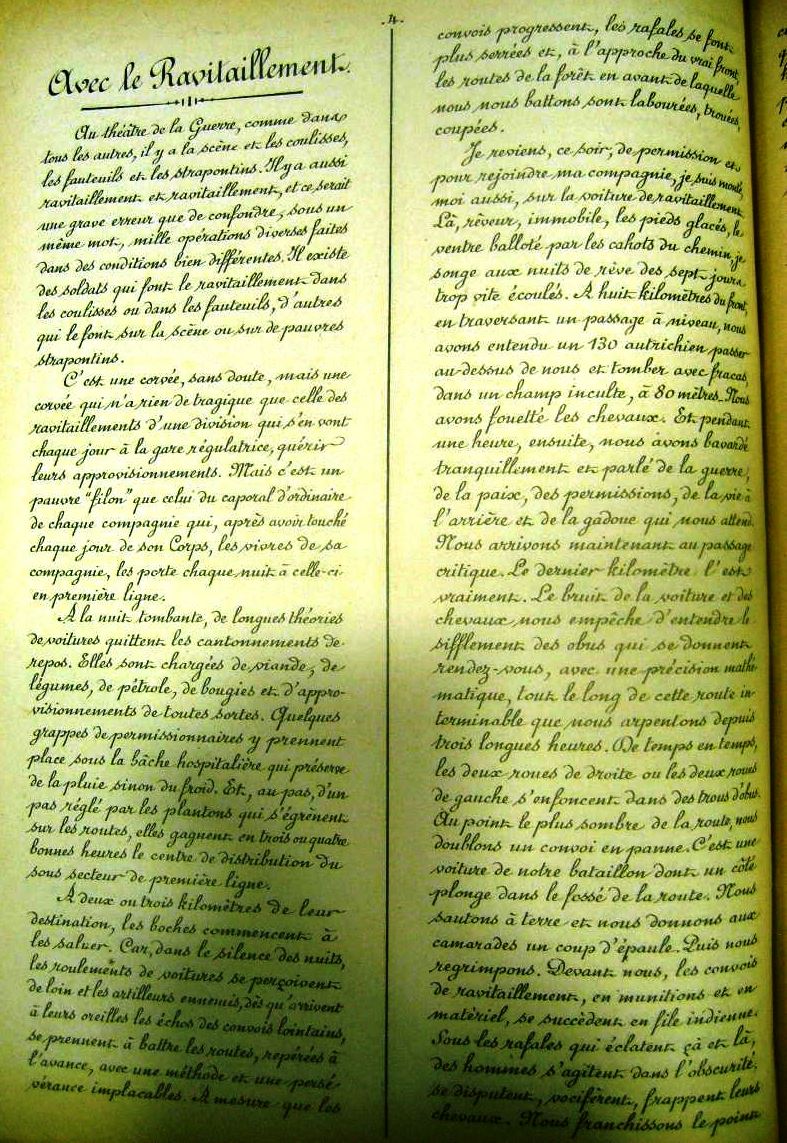 .4.
Avec le Ravitaillement.
Au théâtre de la Guerre, comme dans
tous les autres, il y a la scène et les coulisses,
les fauteuils et les strapontins. Il y a aussi
ravitaillement et ravitaillement, et ce serait
une grave erreur que de confondre, sous un
même mot, mille opérations diverses faites
dans des conditions bien différentes. Il existe
des soldats qui font le ravitaillement dans
les coulisses ou dans les fauteuils, d'autres
qui le font sur la scène ou sur de pauvres
strapontins.
C'est une corvée, sans doute, mais une
corvée qui n'a rien de tragique que celle des
ravitaillements d'une division qui s'en vont
chaque jour à la gare régulatrice, quérir
leurs approvisionnements. Mais c'est un
pauvre "filon" que celui du caporal d'ordinaire
de chaque compagnie qui, après avoir touché
chaque jour de son Corps, les vivres de sa
compagnie, les porte chaque nuit à celle-ci
en première ligne.
A la nuit tombante, de longues théories
de voitures quittent les cantonnements de
repos. Elles sont chargées de viande, de
légumes, de pétrole, de bougies et d'appro-
visionnements de toutes sortes. Quelques
grappes de permissionnaires y prennent
place sous la bâche hospitalière qui préserve
de la pluie sinon du froid. Et, au pas, d'un
pas réglé par les plantons qui s'égrènent
sur les routes, elles gagnent en trois ou quatre
bonnes heures le centre de distribution du
sous secteur de première ligne.
A deux ou trois kilomètres de leur
destination, les boches commencent à
les saluer. Car, dans le silence des nuits,
les roulements de voitures se perçoivent
de loin et les artilleurs ennemis, dès qu'arrivent
à leurs oreilles les échos des convois lointains,
se prennent à battre les routes, repérées à
l'avance, avec une méthode et une persé-
vérance implacables. A mesure que les
convois progressent, les rafales se font
plus serrées et, à l'approche du vrai front
les routes de la forêt en avant de laquelle
nous nous battons sont labourées, trouées,
coupées.
Je reviens, ce soir, de permission et
pour rejoindre ma compagnie, je suis monté
moi aussi, sur la voiture de ravitaillement.
Là, rêveur, immobile, les pieds glacés, le
ventre balloté par les cahots du chemin, je
songe aux nuits de rêve des sept jours
trop vite écoulés. A huit kilomètres du front,
en traversant un passage à niveau, nous
avons entendu un 130 autrichien passer
au-dessus de nous et tomber avec fracas,
dans un champ inculte, à 80 mètres. Nous
avons fouetté les chevaux. Et pendant
une heure, ensuite, nous avons bavardé
tranquillement et parlé de la guerre,
de la paix, des permissions, de la vie à
l'arrière et de la gadoue qui nous attend.
Nous arrivons maintenant au passage
critique. Le dernier kilomètre l'est
vraiment. Le bruit de la voiture et des
chevaux nous empêche d'entendre le
sifflement des obus qui se donnent
rendez-vous, avec une précision mathé-
matique, tout le long de cette route in-
terminable que nous arpentons depuis
trois longues heures. De temps en temps,
les deux roues de droite ou les deux roues
de gauche s'enfoncent dans des trous d'obus.
Au point le plus sombre de la route, nous
doublons un convoi en panne. C'est une
voiture de notre bataillon dont un côté
plonge dans le fossé de la route. Nous
sautons à terre et nous donnons aux
camarades un coup d'épaule. Puis nous
regrimpons. Devant nous, les convois
de ravitaillement, en munitions et en
matériel, se succèdent en file indienne.
Sous les rafales qui éclatent çà et là,
des hommes s'agitent dans l'obscurité,
se disputent, vocifèrent, frappent leurs
chevaux. Nous franchissons le point